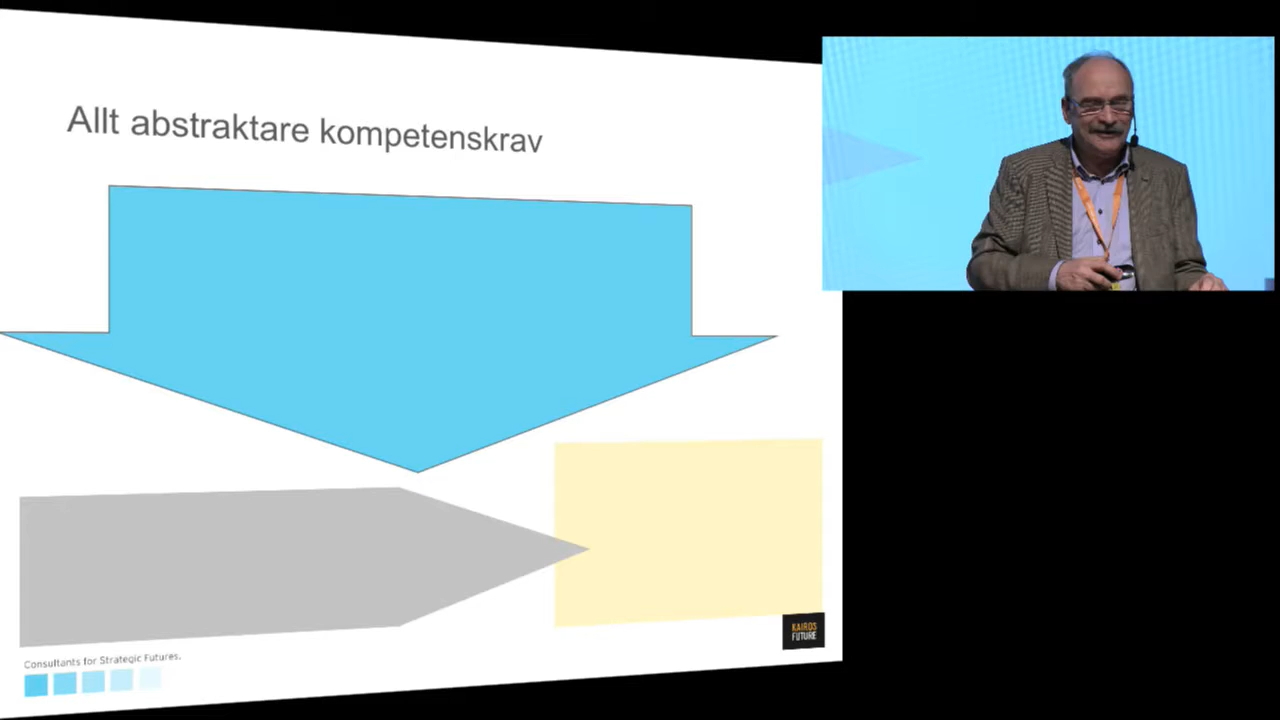 Allt abstraktare kompetenskrav
KAIROS
FUTURE
Consultants for Strategic Futures.